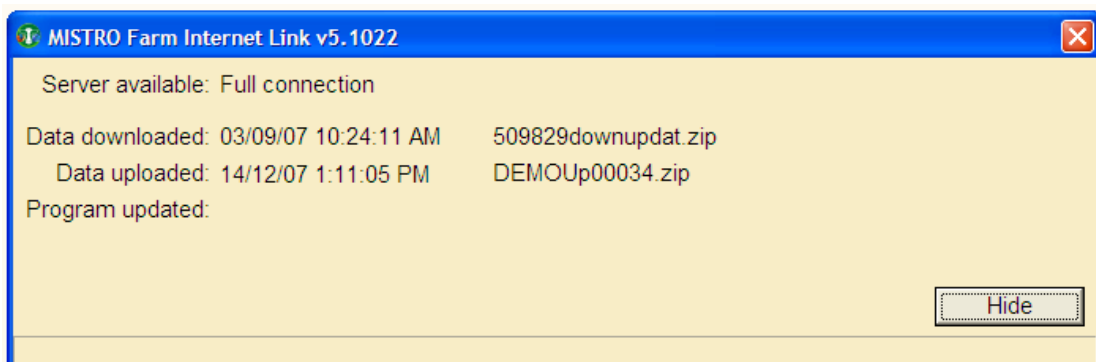 MISTRO Farm Internet Link v5.1022
Server available: Full connection
Data downloaded: 03/09/07 10:24:11 AM 509829downupdat.zip
Data uploaded: 14/12/07 1:11:05 PM DEMOUp00034.zip
Program updated:
Hide